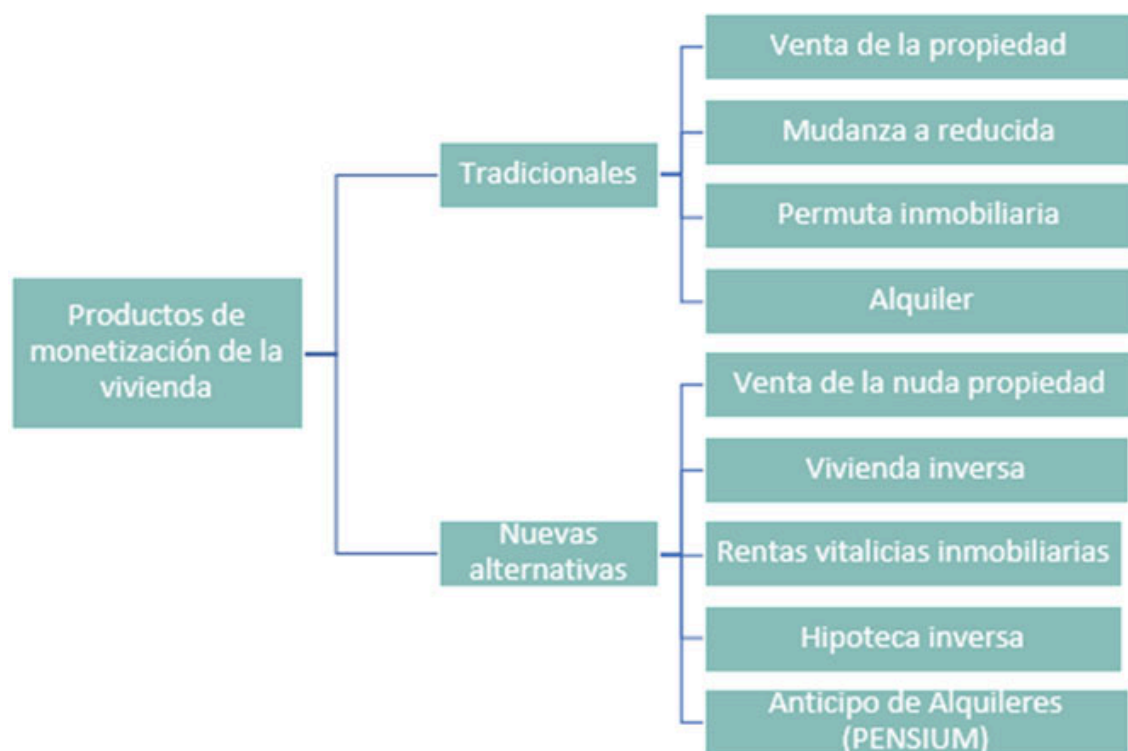 Productos de
monetización de la
vivienda
Tradicionales
Venta de la propiedad
Mudanza a reducida
Permuta inmobiliaria
Alquiler
Nuevas
alternativas
Venta de la nuda propiedad
Vivienda inversa
Rentas vitalicias inmobiliarias
Hipoteca inversa
Anticipo de Alquileres
(PENSIUM)